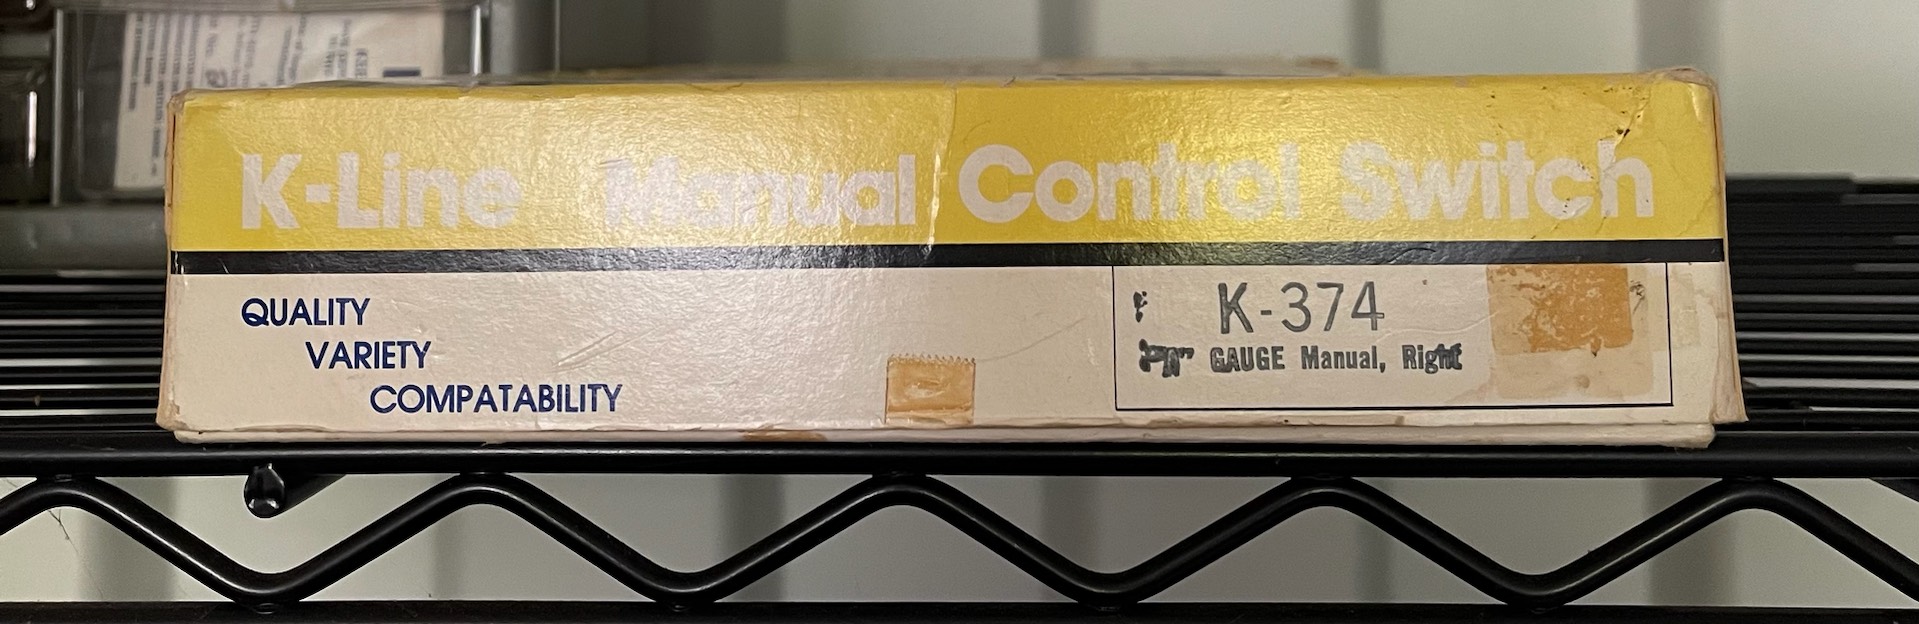 K-Line Manual Control Switch
QUALITY
VARIETY
COMPATABILITY
K-374
GAUGE Manual, Right